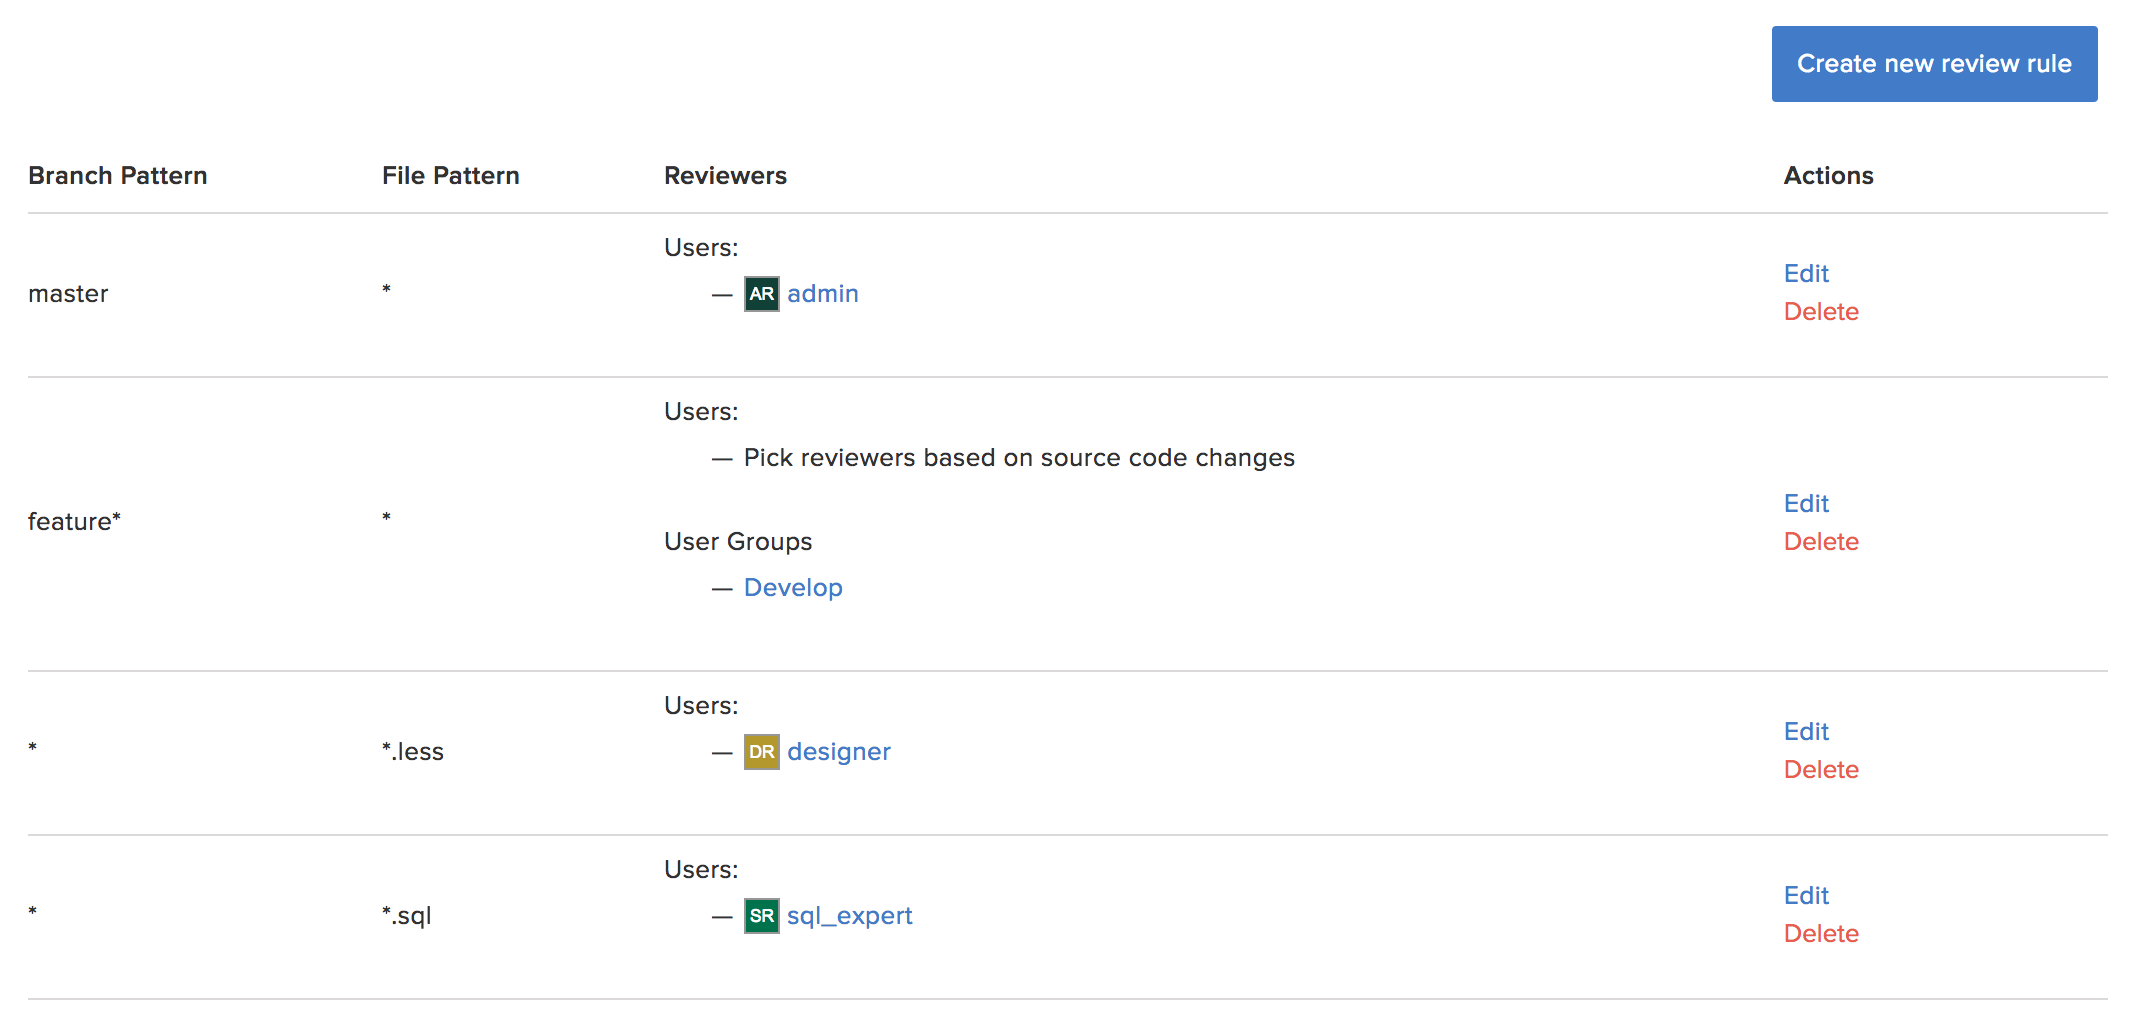 Create new review rule
Branch Pattern File Pattern Reviewers Actions
Users:
master * — AR admin Edit
Delete
Users:
— Pick reviewers based on source code changes
feature* * Edit
User Groups Delete
— Develop
Users:
* *.less — DR designer Edit
Delete
Users:
* *.sql — SR sql_expert Edit
Delete